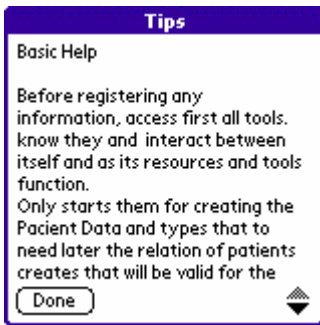 Tips
Basic Help
Before registering any
information, access first all tools.
know they and interact between
itself and as its resources and tools
function.
Only starts them for creating the
Pacient Data and types that to
need later the relation of patients
creates that will be valid for the
Done